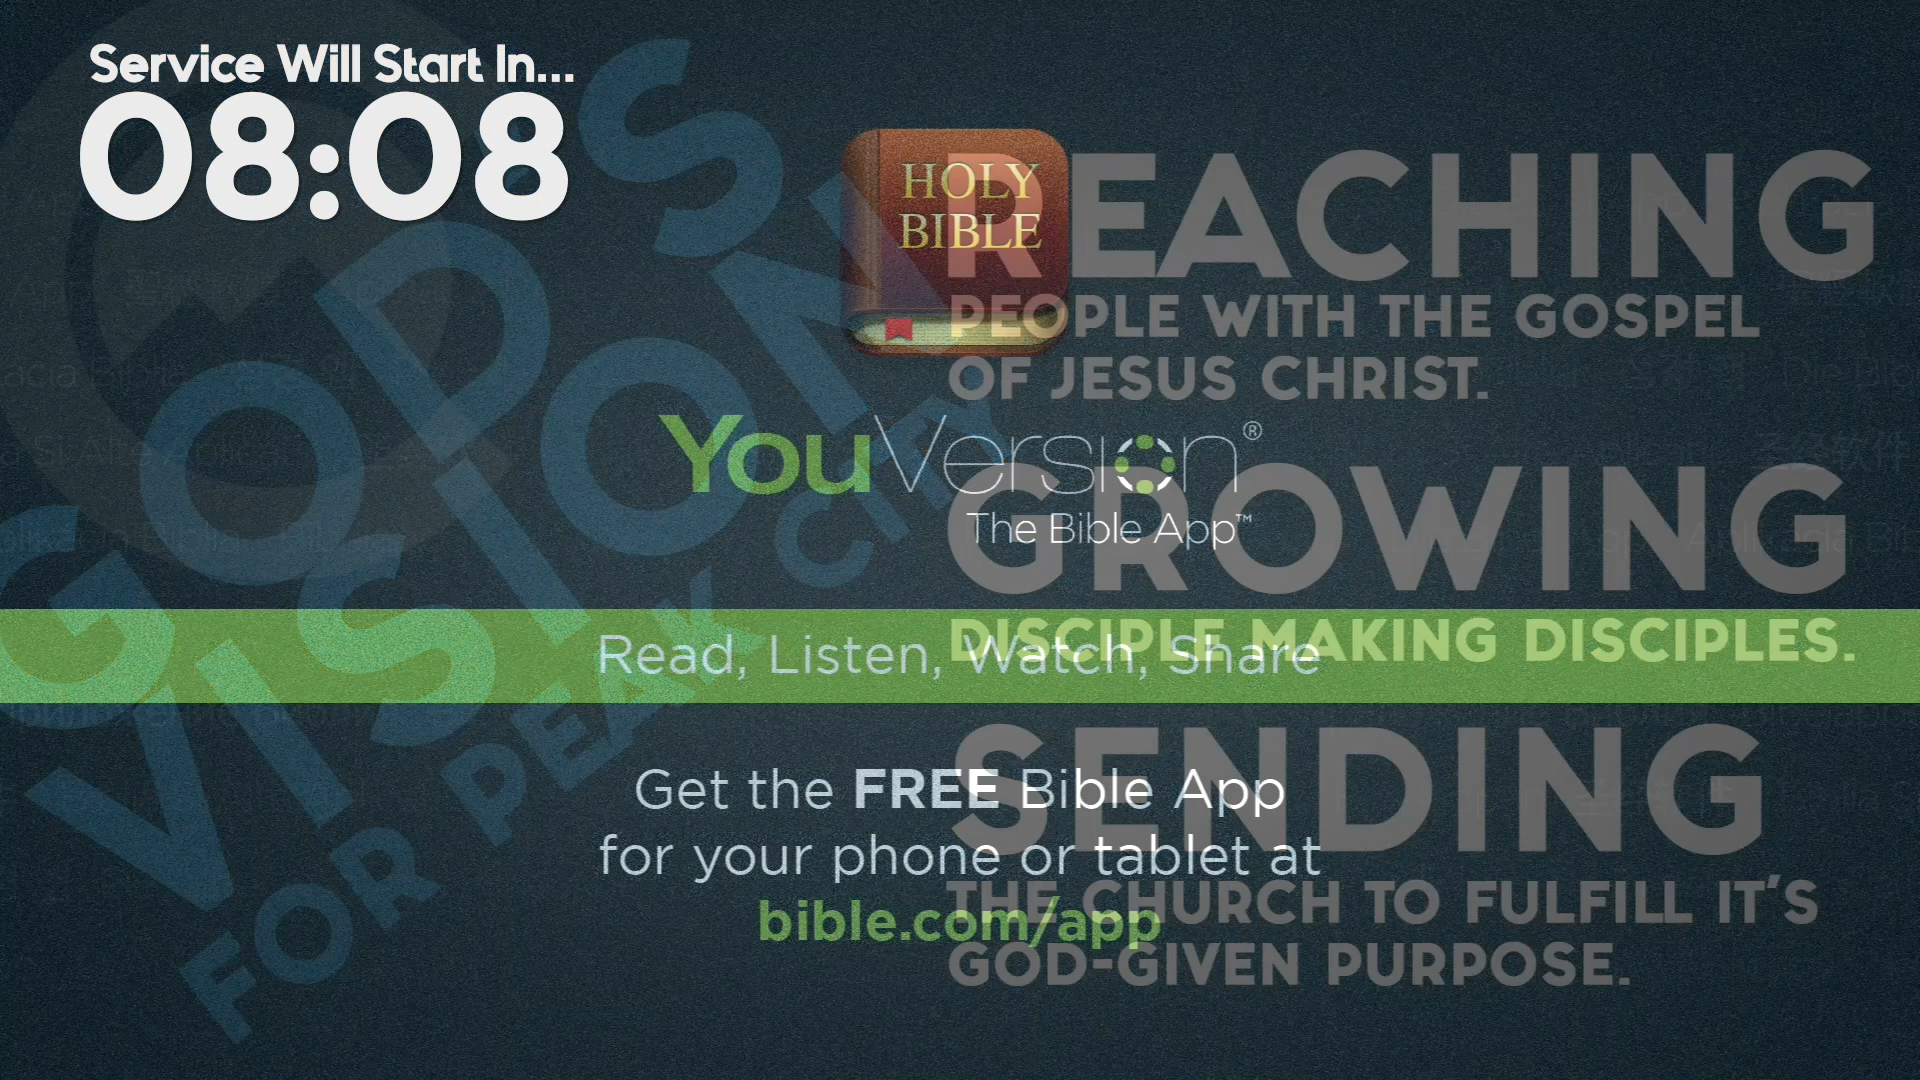 Service Will Start In...
08:08
HOLY
BIBLE
YouVersion®
The Bible App™
Read, Listen, Watch, Share
Get the FREE Bible App
for your phone or tablet at
bible.com/app
GOD'S
VISION
FOR PEAK CITY
REACHING
PEOPLE WITH THE GOSPEL
OF JESUS CHRIST.
GROWING
DISCIPLE MAKING DISCIPLES.
SENDING
THE CHURCH TO FULFILL IT'S
GOD-GIVEN PURPOSE.